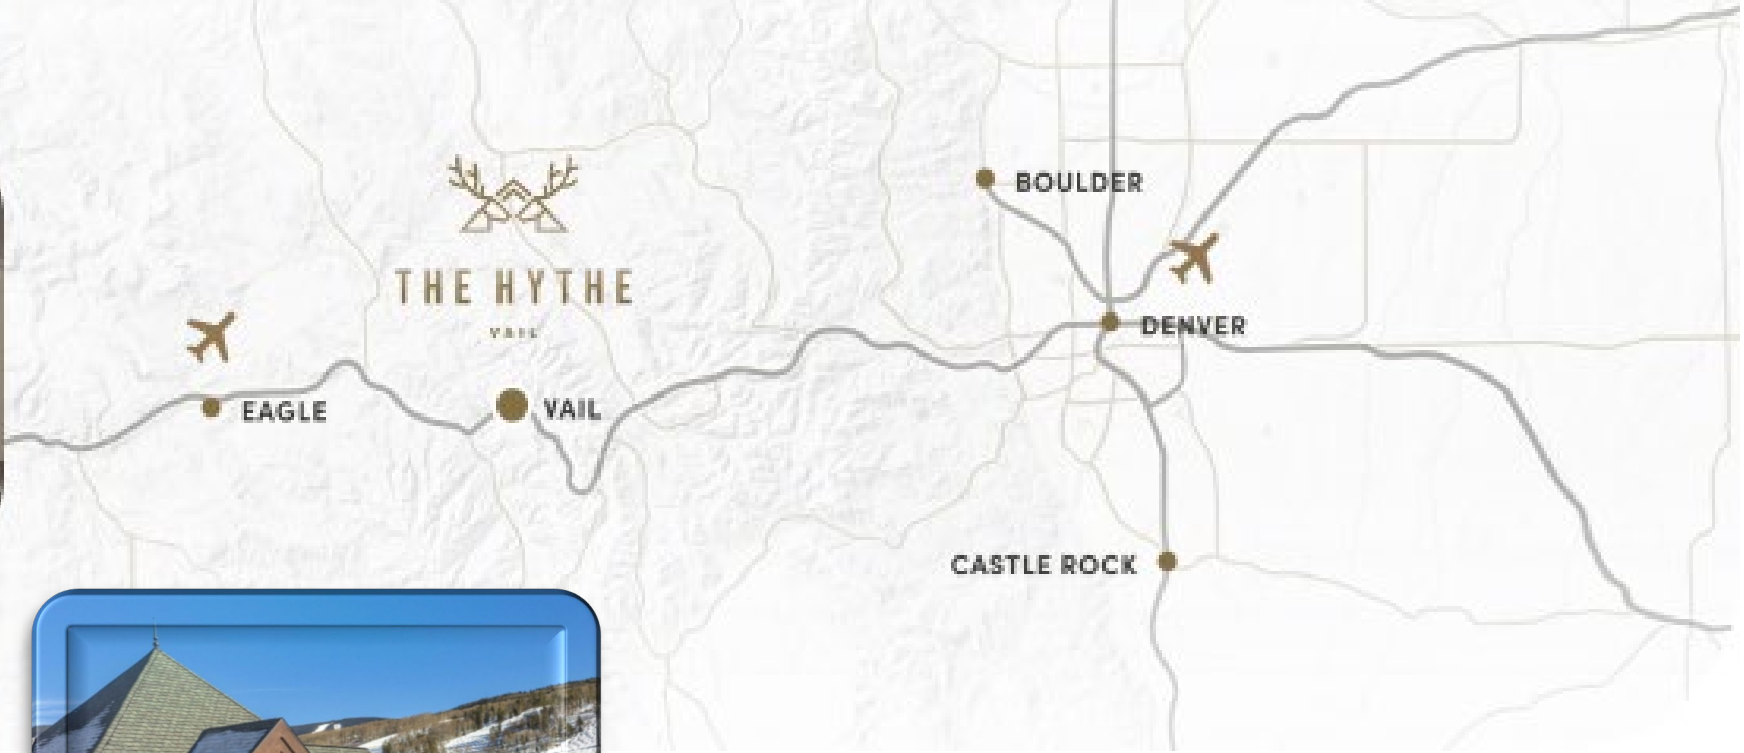 BOULDER
THE HYTHE
VAIL
DENVER
EAGLE
VAIL
CASTLE ROCK